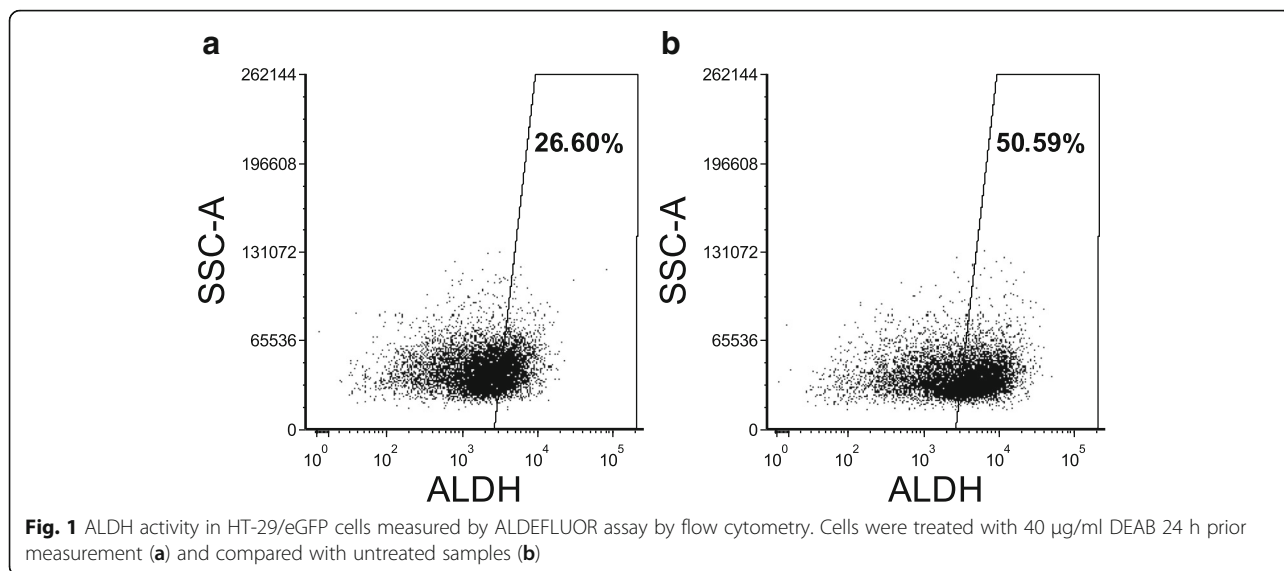 a
b
262144
196608
131072
65536
0
SSC-A
26.60%
10^0 10^2 10^3 10^4 10^5
ALDH
262144
196608
131072
65536
0
SSC-A
50.59%
10^0 10^2 10^3 10^4 10^5
ALDH
Fig. 1 ALDH activity in HT-29/eGFP cells measured by ALDEFLUOR assay by flow cytometry. Cells were treated with 40 μg/ml DEAB 24 h prior
measurement (a) and compared with untreated samples (b)